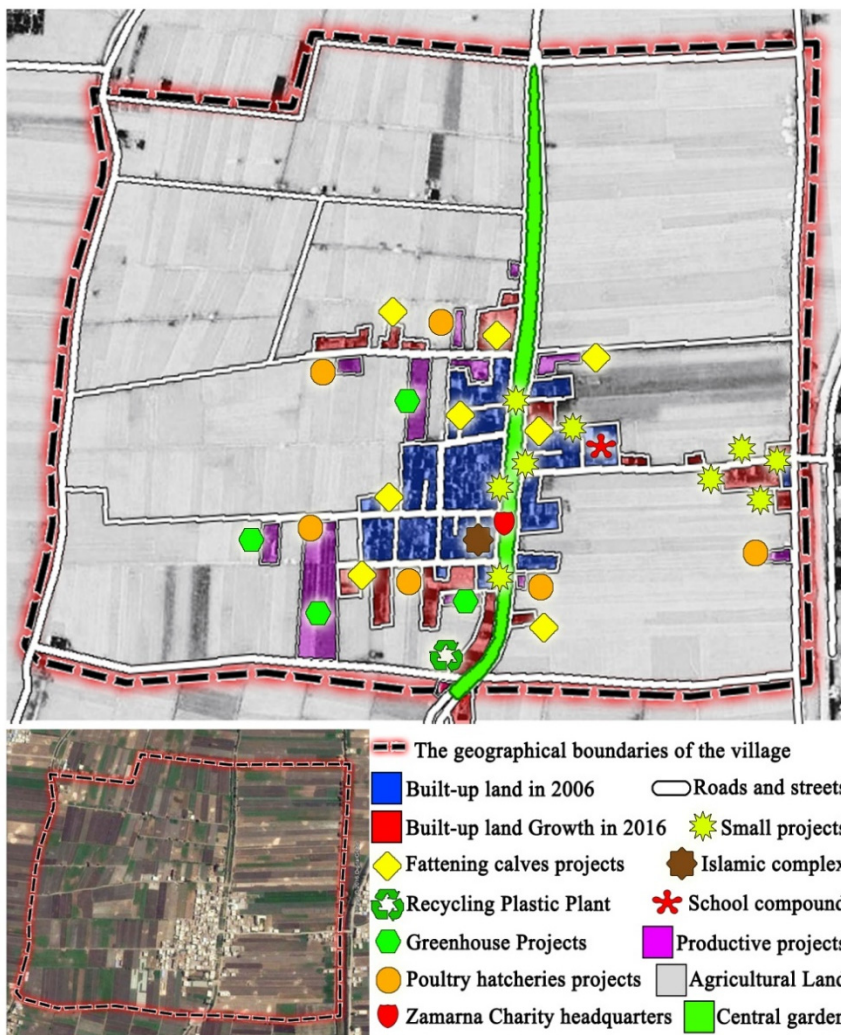 The geographical boundaries of the village
Built-up land in 2006
Roads and streets
Built-up land Growth in 2016
Small projects
Fattening calves projects
Islamic complex
Recycling Plastic Plant
School compound
Greenhouse Projects
Productive projects
Poultry hatcheries projects
Agricultural Land
Zamarna Charity headquarters
Central garden